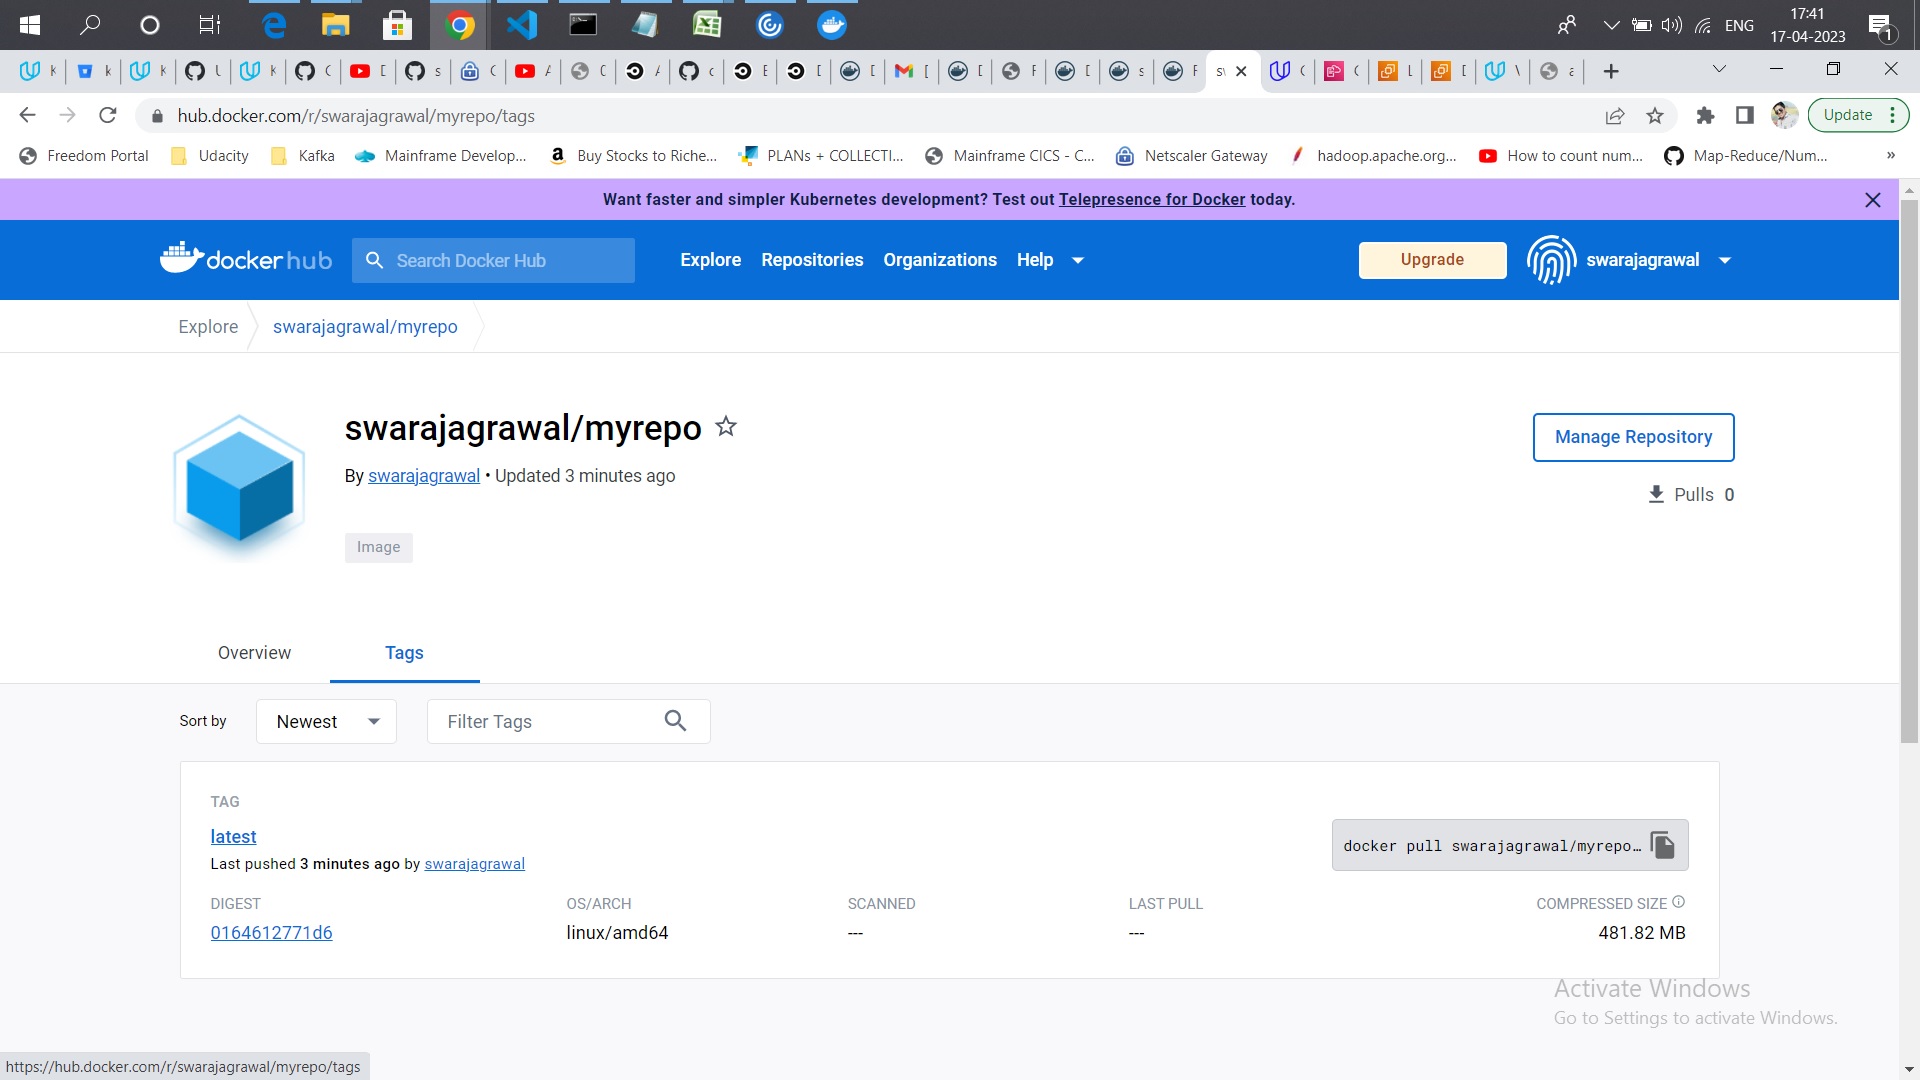 ENG
17:41
17-04-2023
1
hub.docker.com/r/swarajagrawal/myrepo/tags
Update
Freedom Portal
Udacity
Kafka
Mainframe Develop...
Buy Stocks to Riche...
PLANs + COLLECTI...
Mainframe CICS - C...
Netscaler Gateway
hadoop.apache.org...
How to count num...
Map-Reduce/Num...
»
Want faster and simpler Kubernetes development? Test out Telepresence for Docker today.
docker hub
Search Docker Hub
Explore
Repositories
Organizations
Help
Upgrade
swarajagrawal
Explore
swarajagrawal/myrepo
swarajagrawal/myrepo
Manage Repository
By swarajagrawal • Updated 3 minutes ago
Pulls 0
Image
Overview
Tags
Sort by
Newest
Filter Tags
TAG
latest
docker pull swarajagrawal/myrepo…
Last pushed 3 minutes ago by swarajagrawal
DIGEST
OS/ARCH
SCANNED
LAST PULL
COMPRESSED SIZE
0164612771d6
linux/amd64
---
---
481.82 MB
Activate Windows
Go to Settings to activate Windows.
https://hub.docker.com/r/swarajagrawal/myrepo/tags